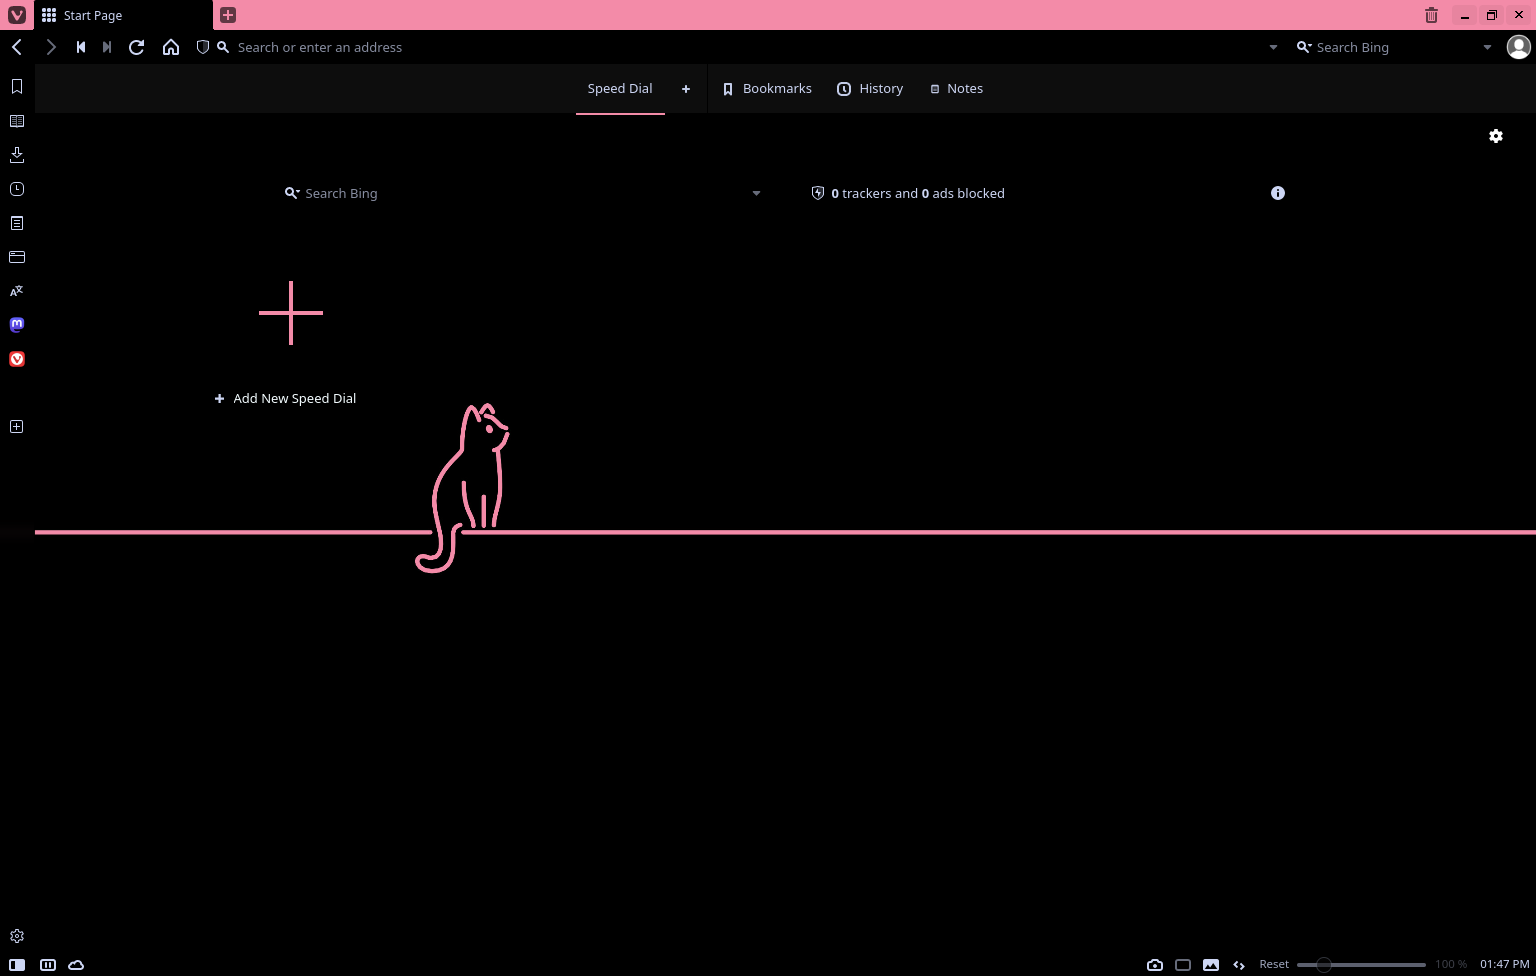 Start Page
Search or enter an address
Search Bing
Speed Dial
Bookmarks
History
Notes
Search Bing
0 trackers and 0 ads blocked
Add New Speed Dial
Reset
100 %
01:47 PM